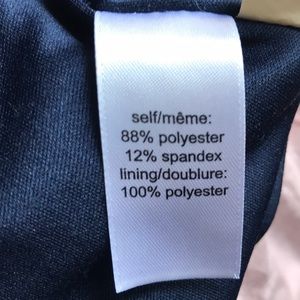 self/même:
88% polyester
12% spandex
lining/doublure:
100% polyester